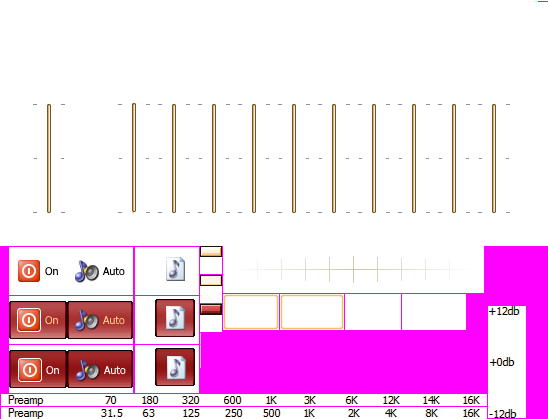 On Auto
On Auto
+12db
+0db
On Auto
Preamp 70 180 320 600 1K 3K 6K 12K 14K 16K
Preamp 31.5 63 125 250 500 1K 2K 4K 8K 16K
-12db